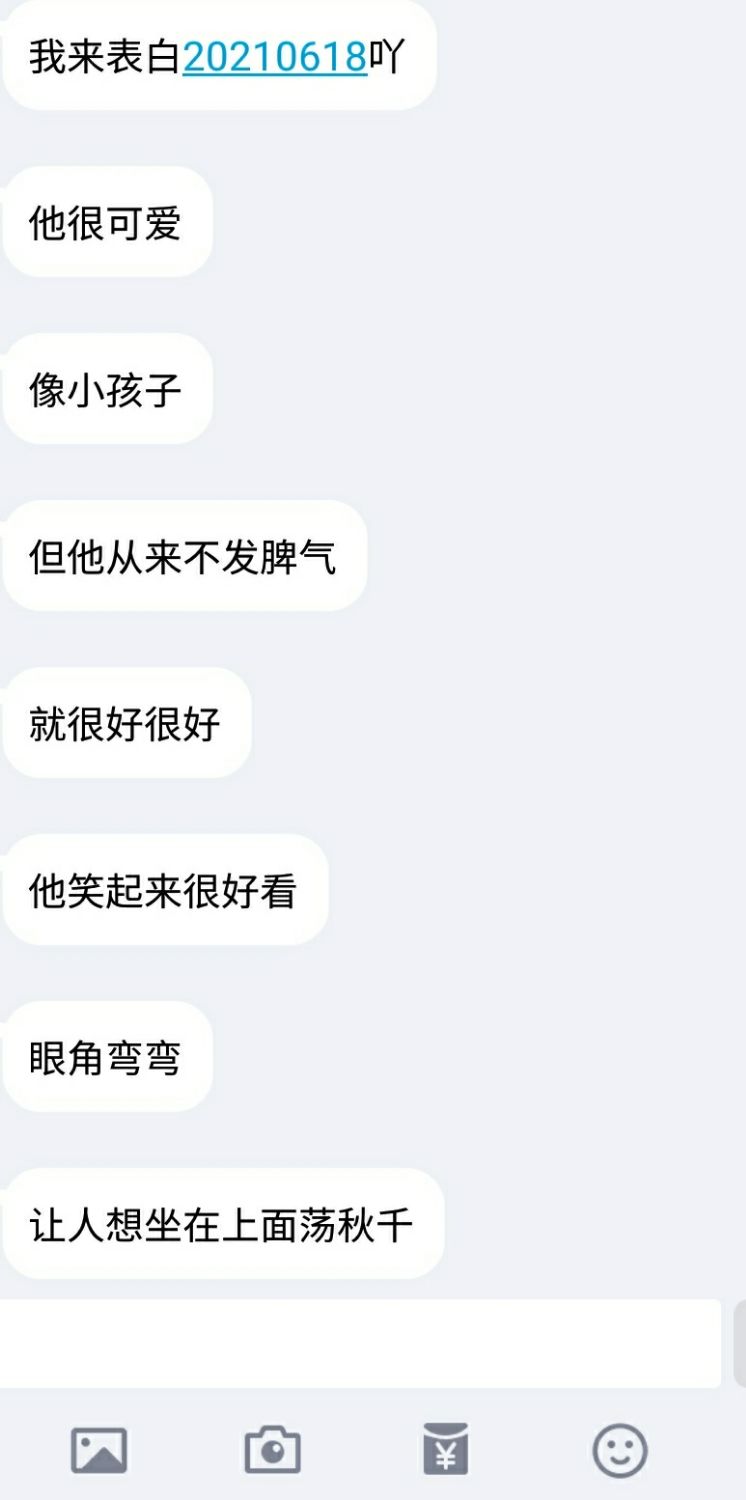 我来表白20210618吖
他很可爱
像小孩子
但他从来不发脾气
就很好很好
他笑起来很好看
眼角弯弯
让人想坐在上面荡秋千
¥